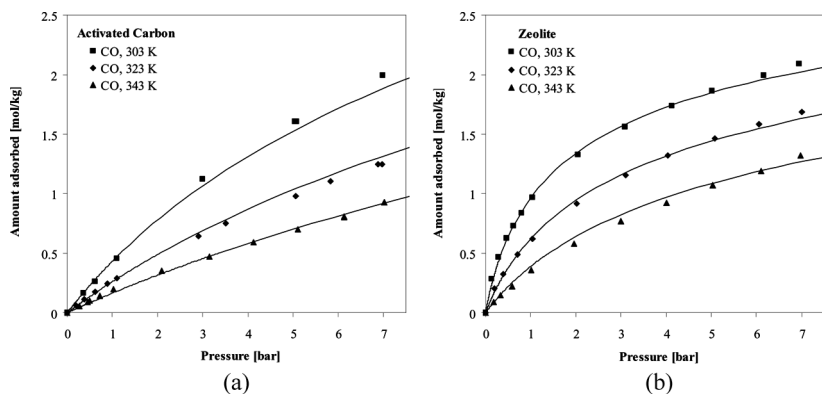 Activated Carbon
CO, 303 K
CO, 323 K
CO, 343 K
2.5
2
1.5
1
0.5
0
Amount adsorbed [mol/kg]
0 1 2 3 4 5 6 7
Pressure [bar]
(a)
Zeolite
CO, 303 K
CO, 323 K
CO, 343 K
2.5
2
1.5
1
0.5
0
Amount adsorbed [mol/kg]
0 1 2 3 4 5 6 7
Pressure [bar]
(b)